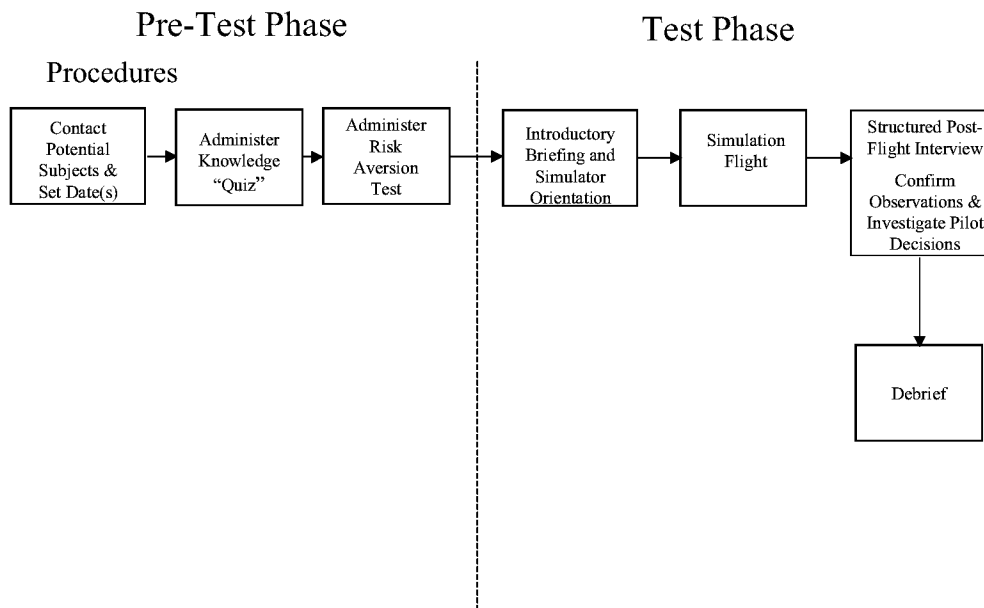 Pre-Test Phase
Test Phase
Procedures
Contact
Potential
Subjects &
Set Date(s)
Administer
Knowledge
“Quiz”
Administer
Risk
Aversion
Test
Introductory
Briefing and
Simulator
Orientation
Simulation
Flight
Structured Post-
Flight Interview
Confirm
Observations &
Investigate Pilot
Decisions
Debrief